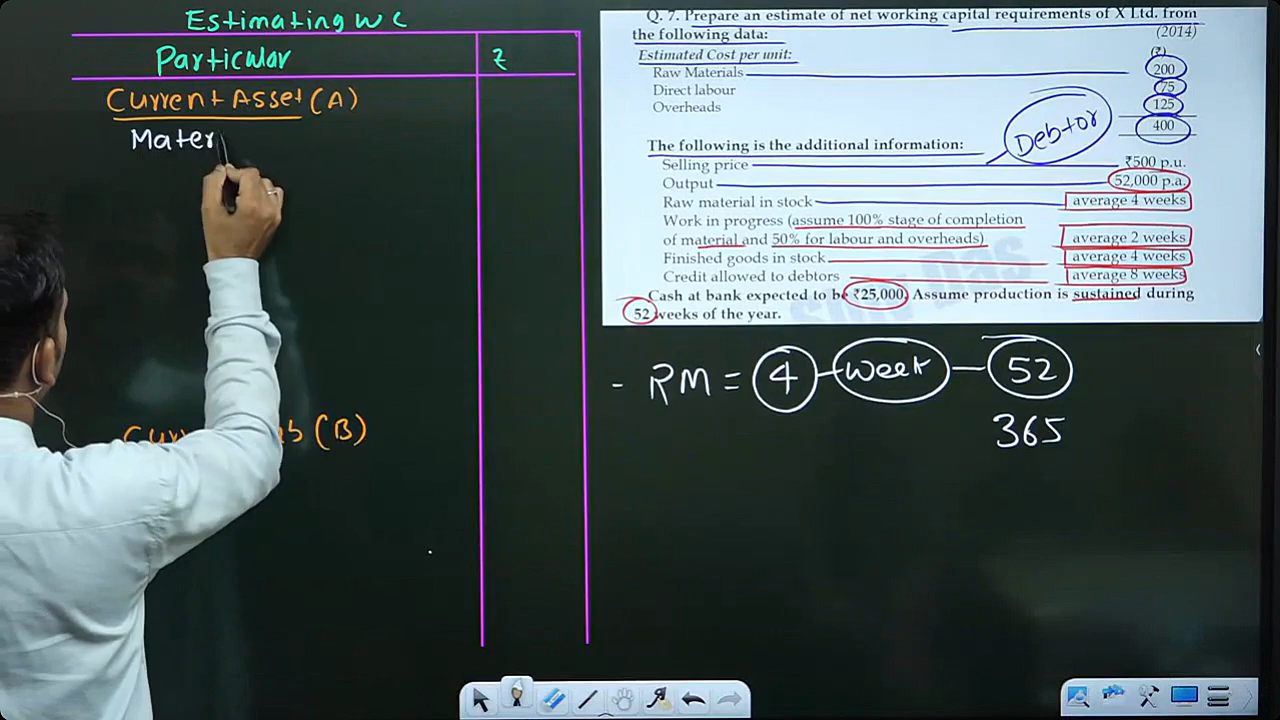 Estimating W C
Particular ₹
Current Asset (A)
Mater
(B)
Q. 7. Prepare an estimate of net working capital requirements of X Ltd. from
the following data: (2014)
Estimated Cost per unit: (₹)
Raw Materials 200
Direct labour 75
Overheads 125
400
Debtor
The following is the additional information:
Selling price ₹500 p.u.
Output 52,000 p.a.
Raw material in stock average 4 weeks
Work in progress (assume 100% stage of completion
of material and 50% for labour and overheads) average 2 weeks
Finished goods in stock average 4 weeks
Credit allowed to debtors average 8 weeks
Cash at bank expected to be ₹25,000. Assume production is sustained during
52 weeks of the year.
- RM = 4 - Week - 52
365